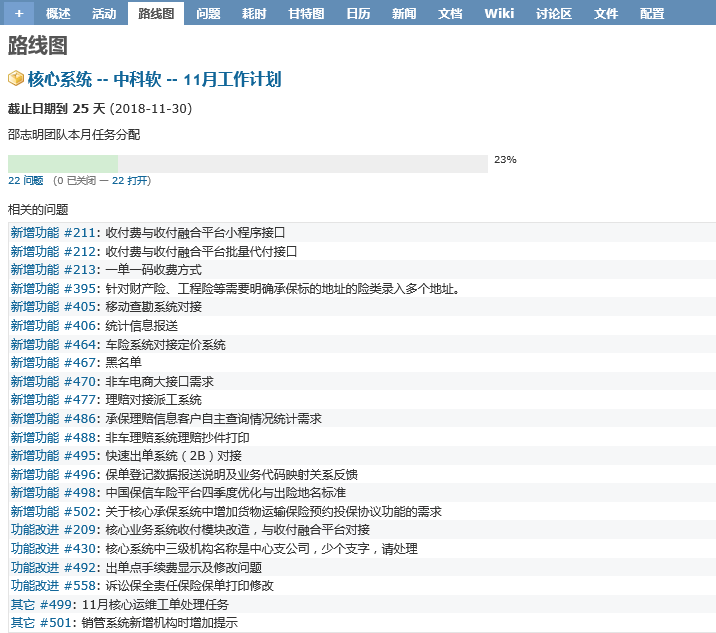 + 概述 活动 路线图 问题 耗时 甘特图 日历 新闻 文档 Wiki 讨论区 文件 配置
路线图
核心系统 -- 中科软 -- 11月工作计划
截止日期到 25 天 (2018-11-30)
邵志明团队本月任务分配
23%
22 问题 (0 已关闭 — 22 打开)
相关的问题
新增功能 #211: 收付费与收付融合平台小程序接口
新增功能 #212: 收付费与收付融合平台批量代付接口
新增功能 #213: 一单一码收费方式
新增功能 #395: 针对财产险、工程险等需要明确承保标的地址的险类录入多个地址。
新增功能 #405: 移动查勘系统对接
新增功能 #406: 统计信息报送
新增功能 #464: 车险系统对接定价系统
新增功能 #467: 黑名单
新增功能 #470: 非车电商大接口需求
新增功能 #477: 理赔对接派工系统
新增功能 #486: 承保理赔信息客户自主查询情况统计需求
新增功能 #488: 非车理赔系统理赔抄件打印
新增功能 #495: 快速出单系统（2B）对接
新增功能 #496: 保单登记数据报送说明及业务代码映射关系反馈
新增功能 #498: 中国保信车险平台四季度优化与出险地名标准
新增功能 #502: 关于核心承保系统中增加货物运输保险预约投保协议功能的需求
功能改进 #209: 核心业务系统收付模块改造，与收付融合平台对接
功能改进 #430: 核心系统中三级机构名称是中心支公司，少个支字，请处理
功能改进 #492: 出单点手续费显示及修改问题
功能改进 #558: 诉讼保全责任保险保单打印修改
其它 #499: 11月核心运维工单处理任务
其它 #501: 销管系统新增机构时增加提示